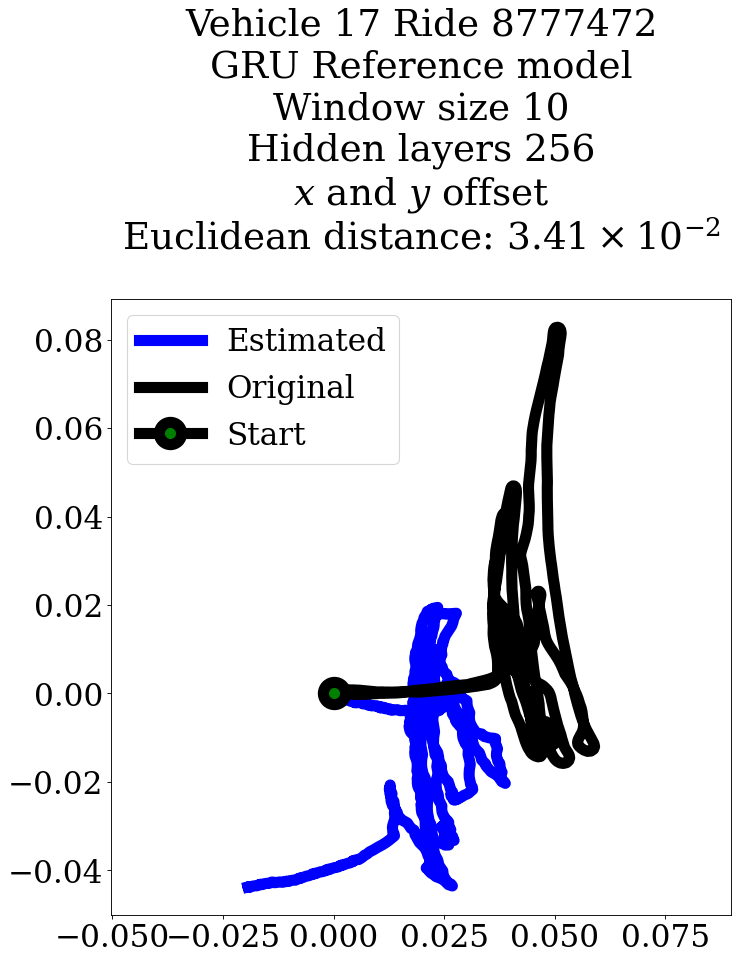 Vehicle 17 Ride 8777472
GRU Reference model
Window size 10
Hidden layers 256
x and y offset
Euclidean distance: 3.41 × 10⁻²
Estimated
Original
Start
0.08
0.06
0.04
0.02
0.00
−0.02
−0.04
−0.050 −0.025 0.000 0.025 0.050 0.075